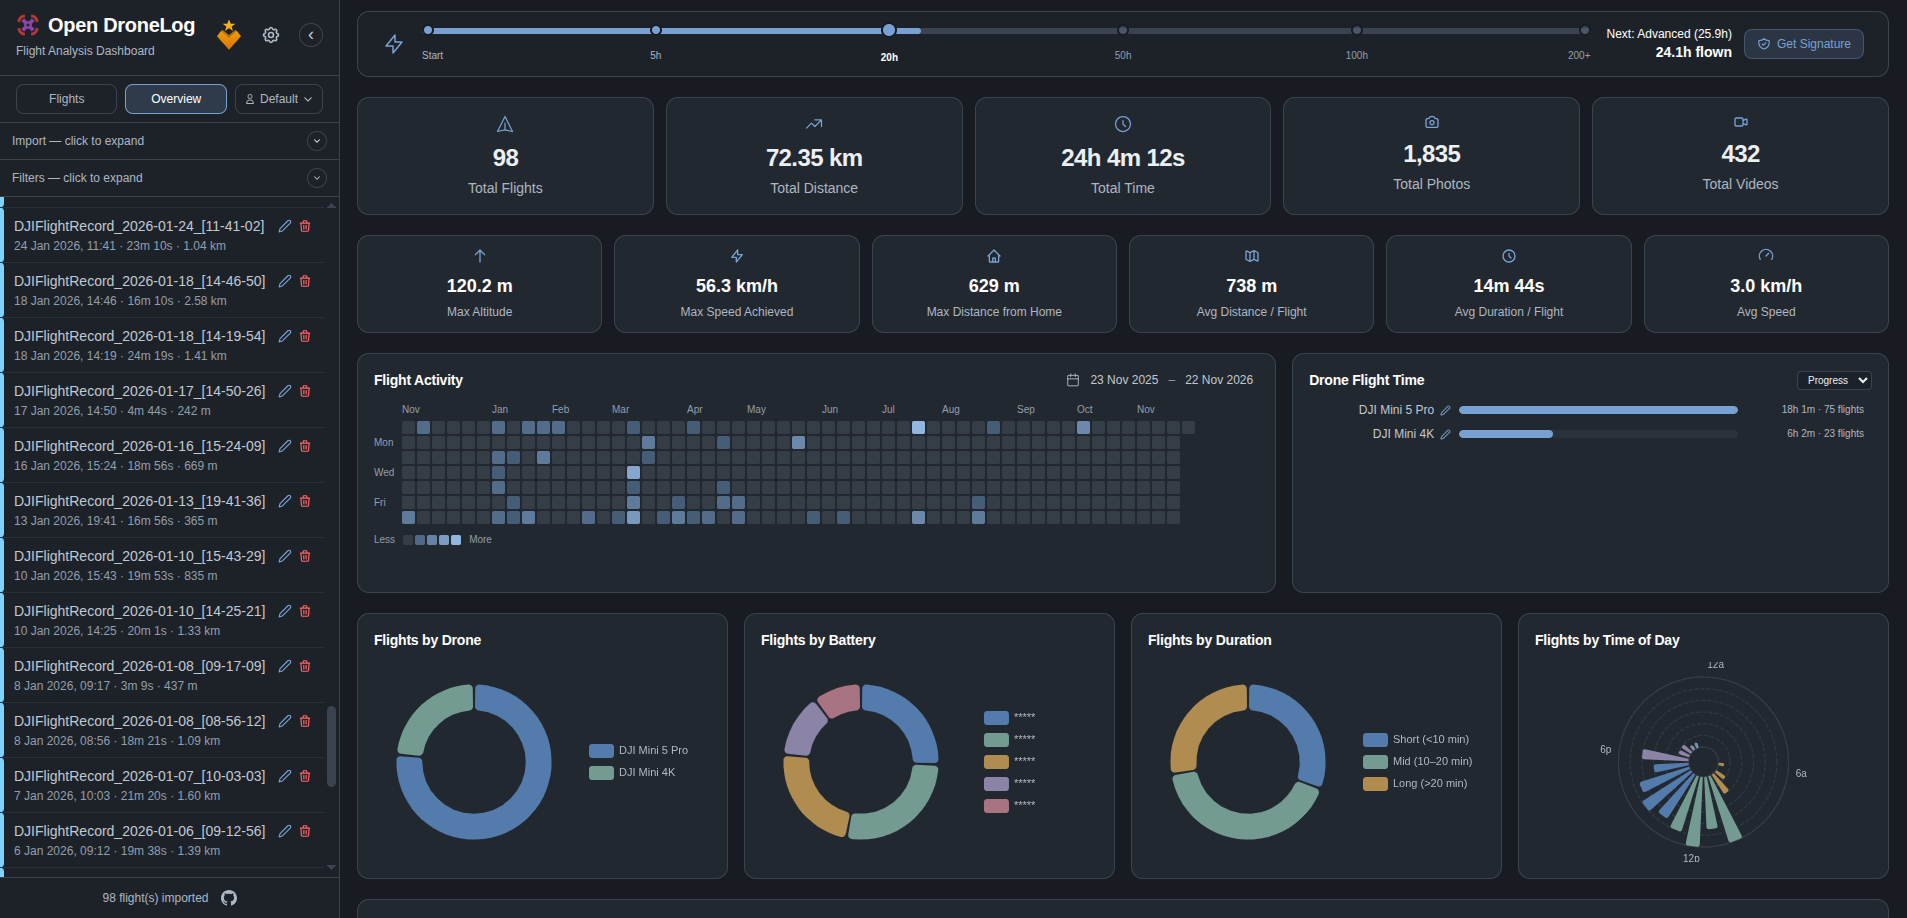 Open DroneLog
Flight Analysis Dashboard
Flights
Overview
Default
Import — click to expand
Filters — click to expand
DJIFlightRecord_2026-01-24_[11-41-02]
24 Jan 2026, 11:41 · 23m 10s · 1.04 km
DJIFlightRecord_2026-01-18_[14-46-50]
18 Jan 2026, 14:46 · 16m 10s · 2.58 km
DJIFlightRecord_2026-01-18_[14-19-54]
18 Jan 2026, 14:19 · 24m 19s · 1.41 km
DJIFlightRecord_2026-01-17_[14-50-26]
17 Jan 2026, 14:50 · 4m 44s · 242 m
DJIFlightRecord_2026-01-16_[15-24-09]
16 Jan 2026, 15:24 · 18m 56s · 669 m
DJIFlightRecord_2026-01-13_[19-41-36]
13 Jan 2026, 19:41 · 16m 56s · 365 m
DJIFlightRecord_2026-01-10_[15-43-29]
10 Jan 2026, 15:43 · 19m 53s · 835 m
DJIFlightRecord_2026-01-10_[14-25-21]
10 Jan 2026, 14:25 · 20m 1s · 1.33 km
DJIFlightRecord_2026-01-08_[09-17-09]
8 Jan 2026, 09:17 · 3m 9s · 437 m
DJIFlightRecord_2026-01-08_[08-56-12]
8 Jan 2026, 08:56 · 18m 21s · 1.09 km
DJIFlightRecord_2026-01-07_[10-03-03]
7 Jan 2026, 10:03 · 21m 20s · 1.60 km
DJIFlightRecord_2026-01-06_[09-12-56]
6 Jan 2026, 09:12 · 19m 38s · 1.39 km
98 flight(s) imported
Start
5h
20h
50h
100h
200+
Next: Advanced (25.9h)
24.1h flown
Get Signature
98
Total Flights
72.35 km
Total Distance
24h 4m 12s
Total Time
1,835
Total Photos
432
Total Videos
120.2 m
Max Altitude
56.3 km/h
Max Speed Achieved
629 m
Max Distance from Home
738 m
Avg Distance / Flight
14m 44s
Avg Duration / Flight
3.0 km/h
Avg Speed
Flight Activity
23 Nov 2025 – 22 Nov 2026
Nov Jan Feb Mar Apr May Jun Jul Aug Sep Oct Nov
Mon
Wed
Fri
Less
More
Drone Flight Time
Progress
DJI Mini 5 Pro
18h 1m · 75 flights
DJI Mini 4K
6h 2m · 23 flights
Flights by Drone
DJI Mini 5 Pro
DJI Mini 4K
Flights by Battery
*****
*****
*****
*****
*****
Flights by Duration
Short (<10 min)
Mid (10–20 min)
Long (>20 min)
Flights by Time of Day
12a
6p
6a
12p